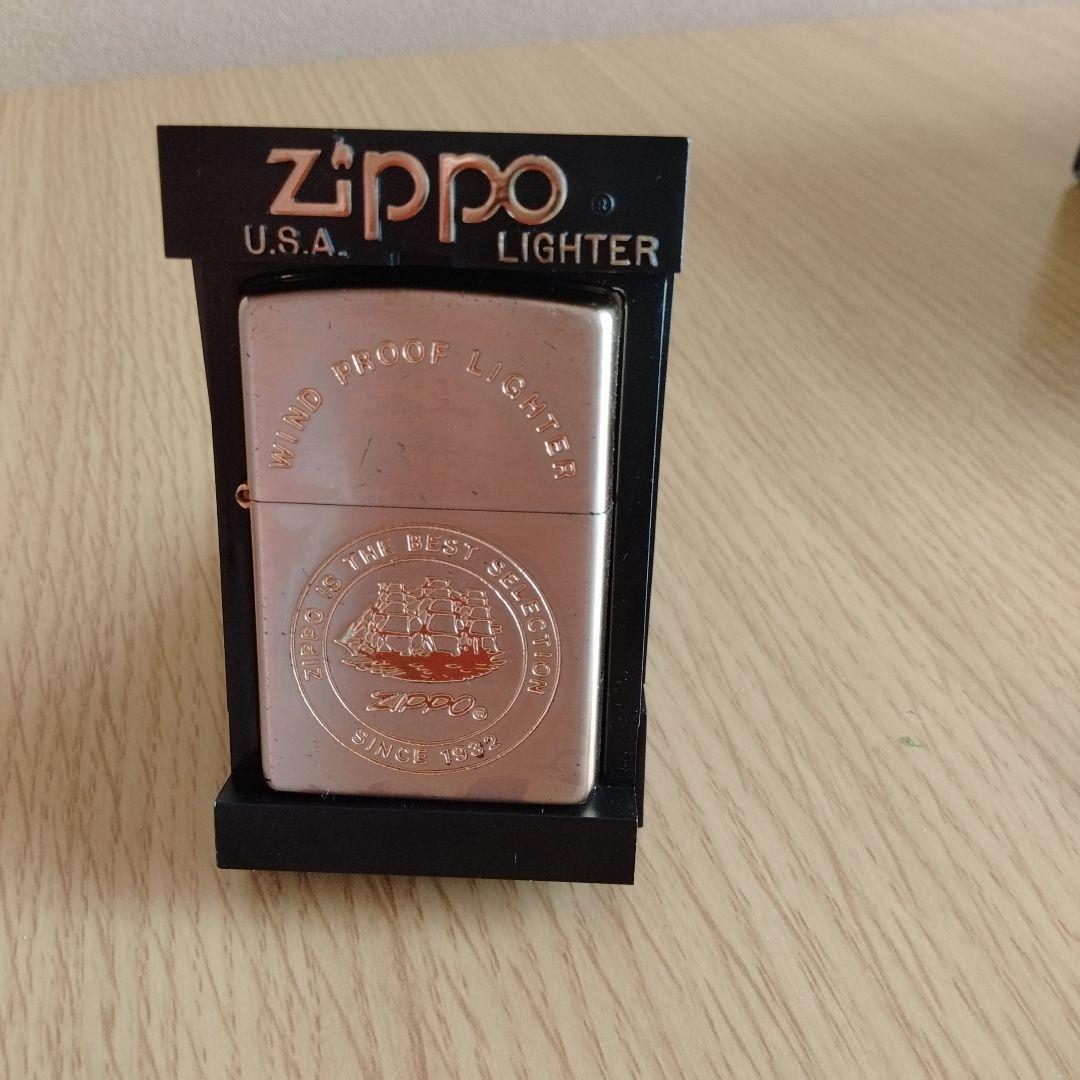 Zippo ®
U.S.A. LIGHTER
WIND PROOF LIGHTER
ZIPPO IS THE BEST SELECTION
ZIPPO ®
SINCE 1932